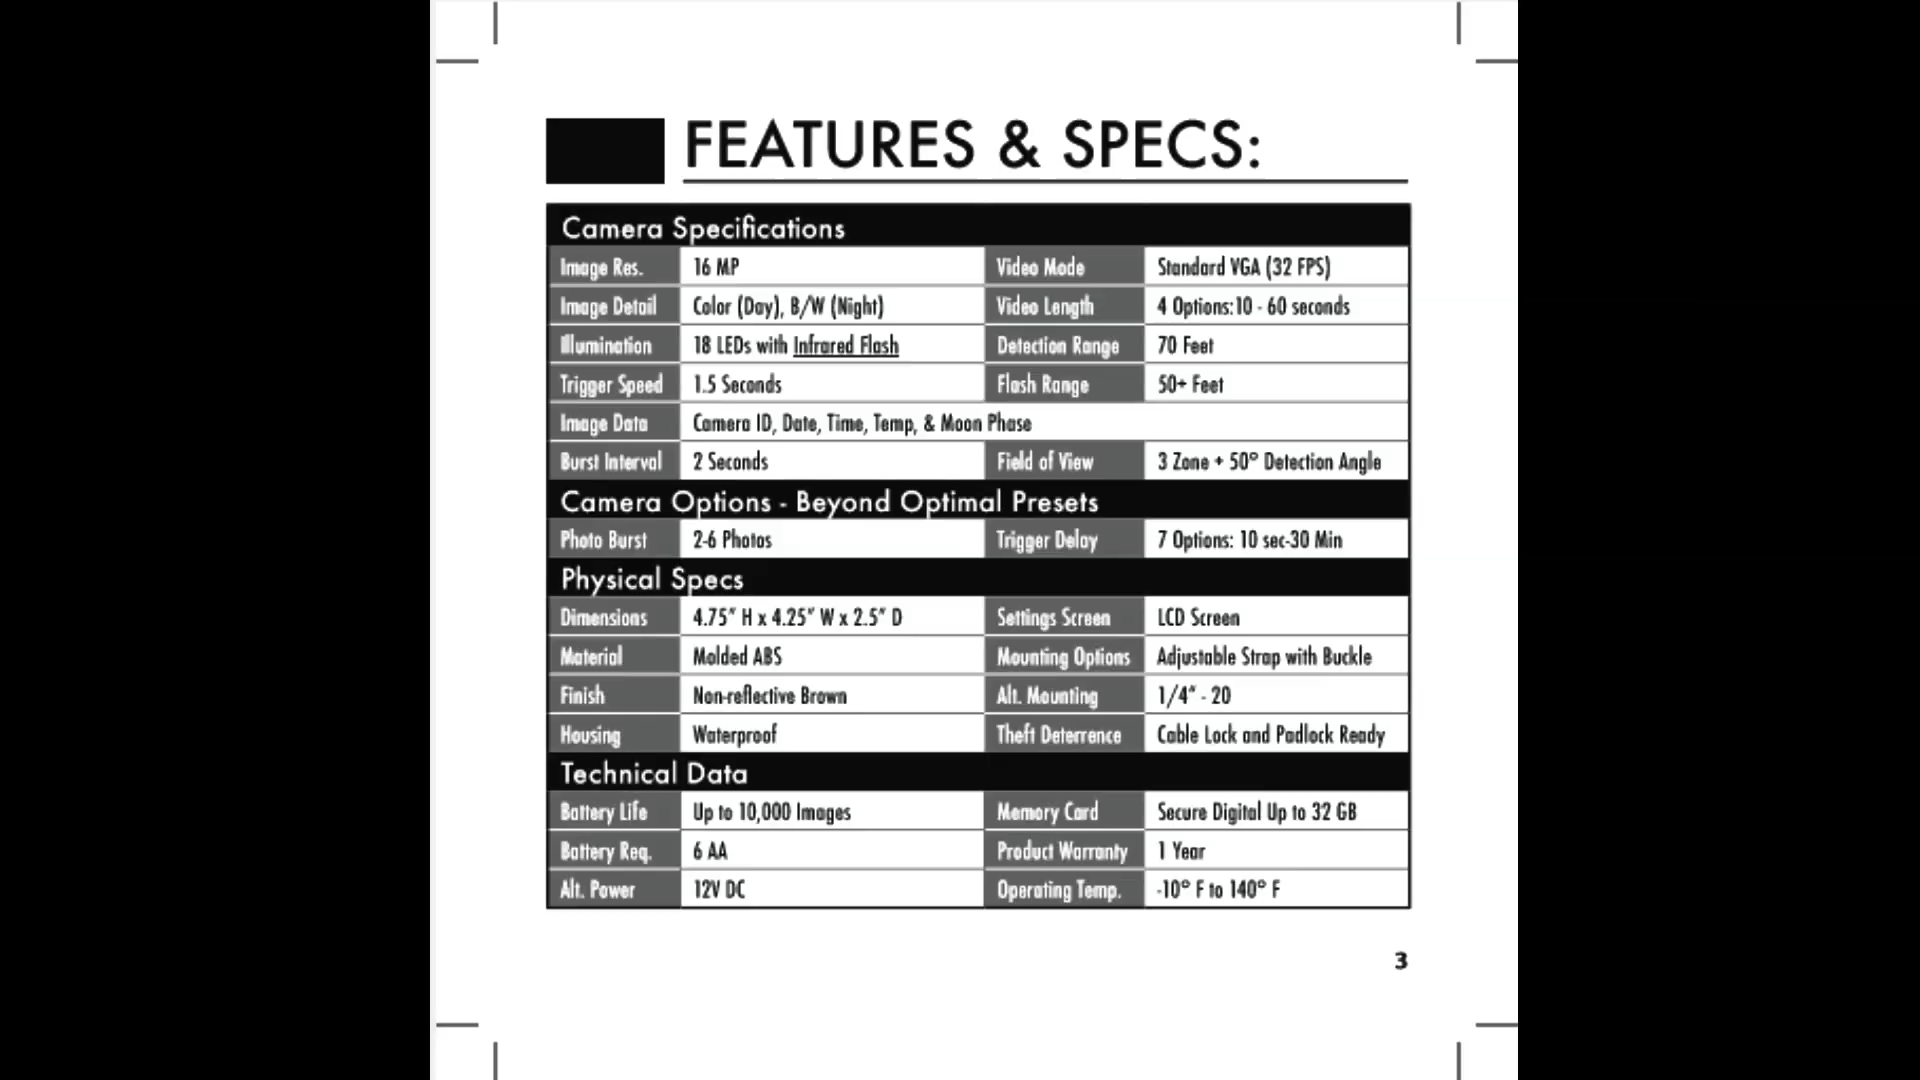 FEATURES & SPECS:
Camera Specifications
Image Res. 16 MP Video Mode Standard VGA (32 FPS)
Image Detail Color (Day), B/W (Night) Video Length 4 Options:10 - 60 seconds
Illumination 18 LEDs with Infrared Flash Detection Range 70 Feet
Trigger Speed 1.5 Seconds Flash Range 50+ Feet
Image Data Camera ID, Date, Time, Temp, & Moon Phase
Burst Interval 2 Seconds Field of View 3 Zone + 50° Detection Angle
Camera Options - Beyond Optimal Presets
Photo Burst 2-6 Photos Trigger Delay 7 Options: 10 sec-30 Min
Physical Specs
Dimensions 4.75" H x 4.25" W x 2.5" D Settings Screen LCD Screen
Material Molded ABS Mounting Options Adjustable Strap with Buckle
Finish Non-reflective Brown Alt. Mounting 1/4" - 20
Housing Waterproof Theft Deterrence Cable Lock and Padlock Ready
Technical Data
Battery Life Up to 10,000 Images Memory Card Secure Digital Up to 32 GB
Battery Req. 6 AA Product Warranty 1 Year
Alt. Power 12V DC Operating Temp. -10° F to 140° F
3